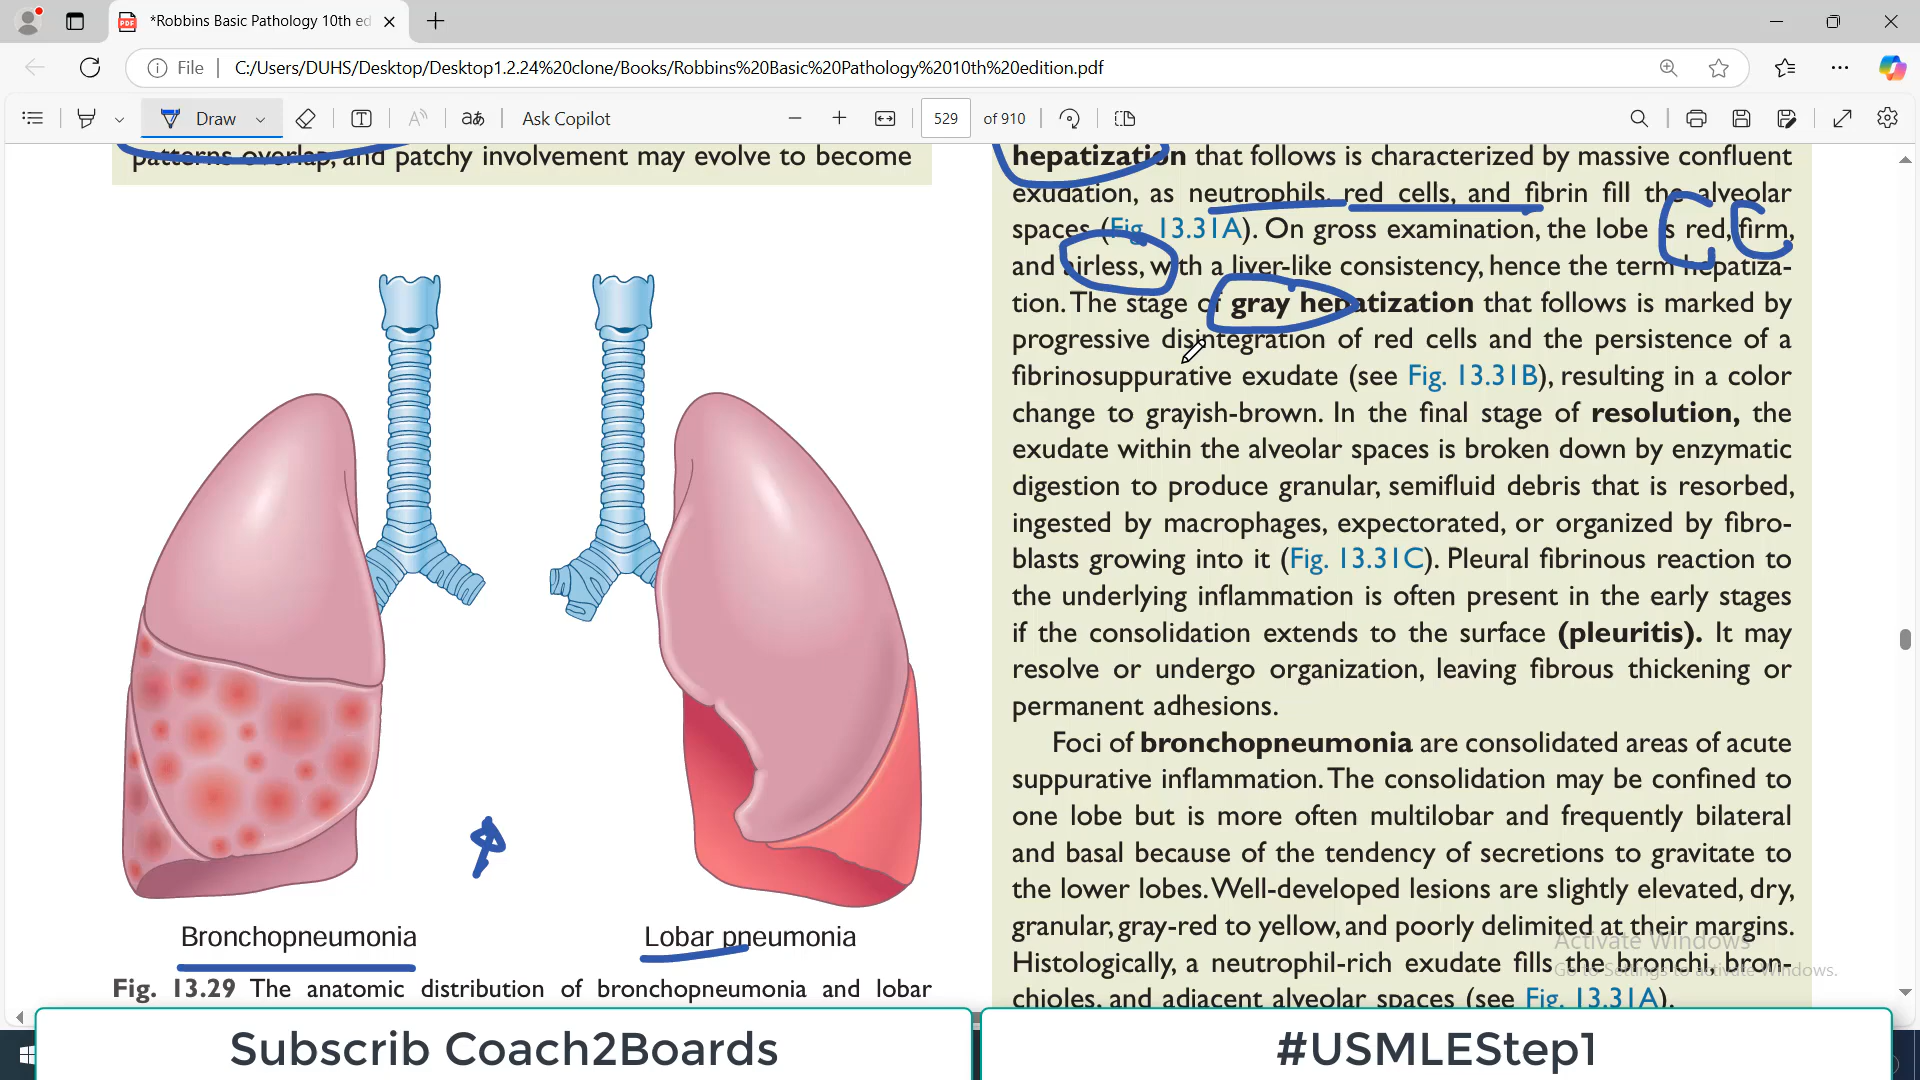 *Robbins Basic Pathology 10th ed
File
C:/Users/DUHS/Desktop/Desktop1.2.24%20clone/Books/Robbins%20Basic%20Pathology%2010th%20edition.pdf
Draw
Ask Copilot
529 of 910
patterns overlap, and patchy involvement may evolve to become
Bronchopneumonia
Lobar pneumonia
Fig. 13.29 The anatomic distribution of bronchopneumonia and lobar
hepatization that follows is characterized by massive confluent
exudation, as neutrophils, red cells, and fibrin fill the alveolar
spaces (Fig. 13.31A). On gross examination, the lobe is red, firm,
and airless, with a liver-like consistency, hence the term hepatiza-
tion. The stage of gray hepatization that follows is marked by
progressive disintegration of red cells and the persistence of a
fibrinosuppurative exudate (see Fig. 13.31B), resulting in a color
change to grayish-brown. In the final stage of resolution, the
exudate within the alveolar spaces is broken down by enzymatic
digestion to produce granular, semifluid debris that is resorbed,
ingested by macrophages, expectorated, or organized by fibro-
blasts growing into it (Fig. 13.31C). Pleural fibrinous reaction to
the underlying inflammation is often present in the early stages
if the consolidation extends to the surface (pleuritis). It may
resolve or undergo organization, leaving fibrous thickening or
permanent adhesions.
Foci of bronchopneumonia are consolidated areas of acute
suppurative inflammation. The consolidation may be confined to
one lobe but is more often multilobar and frequently bilateral
and basal because of the tendency of secretions to gravitate to
the lower lobes. Well-developed lesions are slightly elevated, dry,
granular, gray-red to yellow, and poorly delimited at their margins.
Histologically, a neutrophil-rich exudate fills the bronchi, bron-
chioles, and adjacent alveolar spaces (see Fig. 13.31A).
Activate Windows
Go to Settings to activate Windows.
Subscrib Coach2Boards
#USMLEStep1